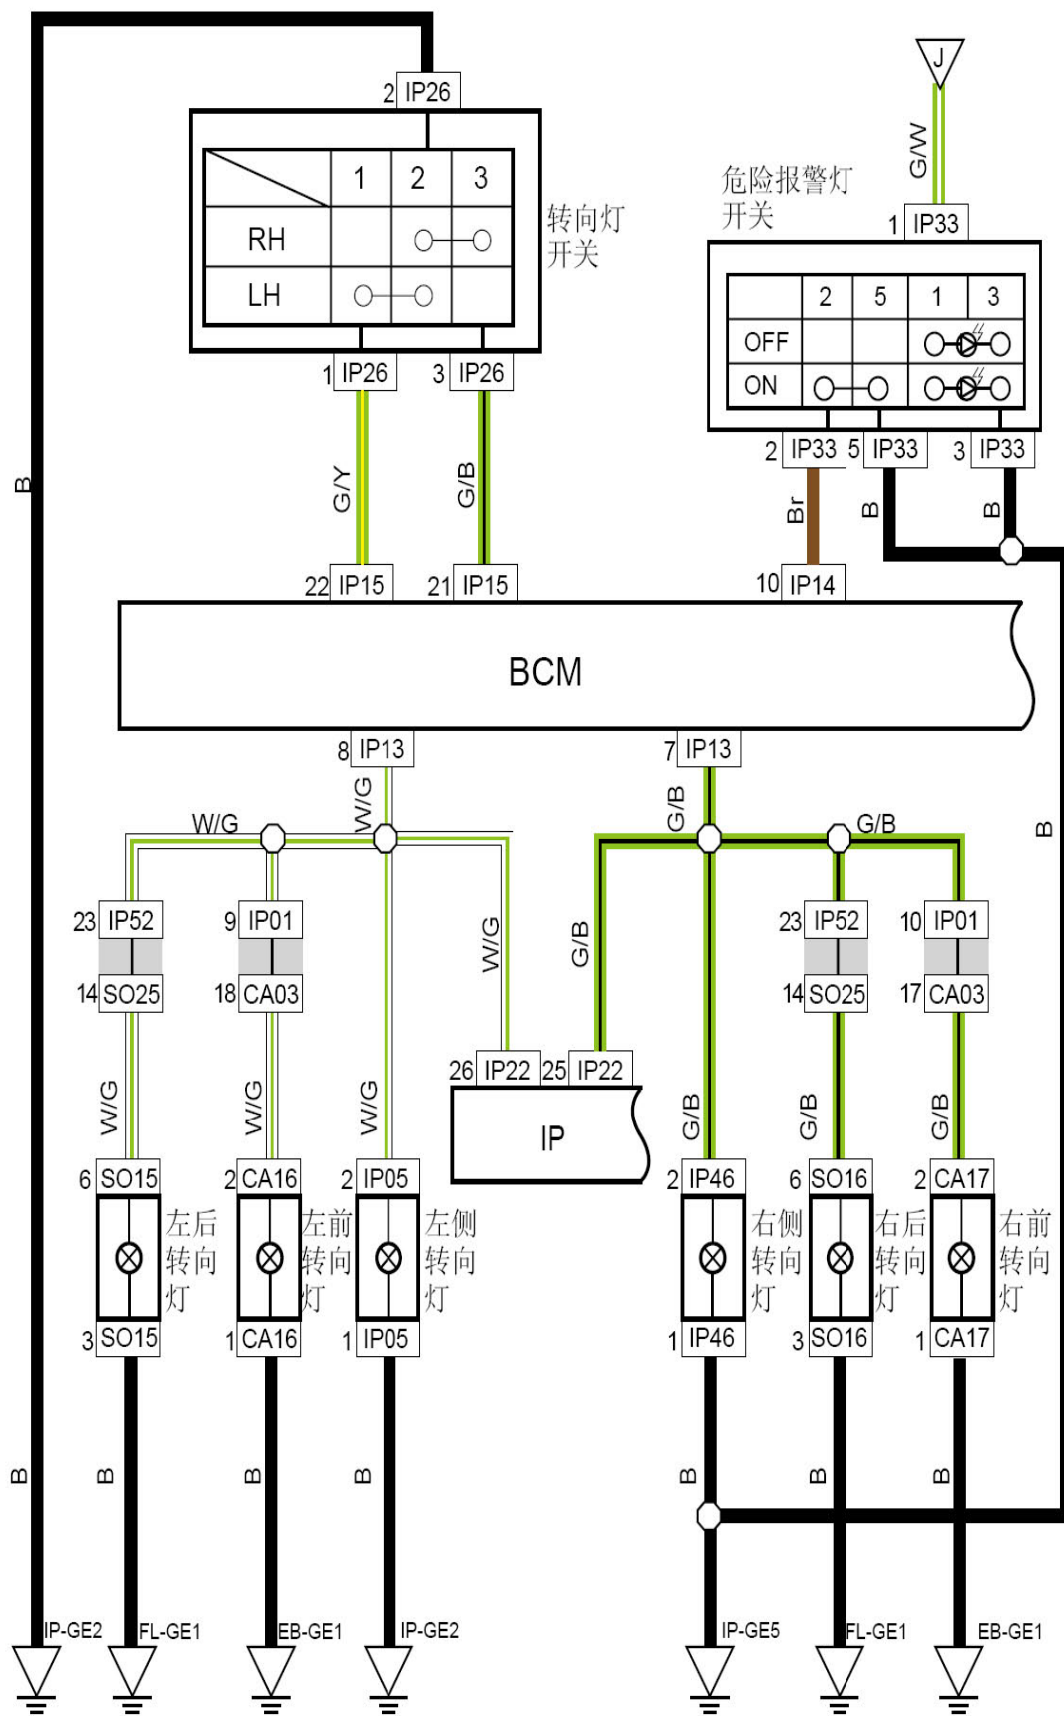 J
2 IP26
G/W
危险报警灯
开关
1 2 3
RH
LH
转向灯
开关
1 IP33
2 5 1 3
OFF
ON
1 IP26
3 IP26
2 IP33
5 IP33
3 IP33
B
G/Y
G/B
Br
B
B
22 IP15
21 IP15
10 IP14
BCM
8 IP13
7 IP13
W/G
W/G
G/B
G/B
B
23 IP52
9 IP01
W/G
G/B
23 IP52
10 IP01
14 SO25
18 CA03
14 SO25
17 CA03
26 IP22
25 IP22
W/G
W/G
W/G
IP
G/B
G/B
G/B
6 SO15
2 CA16
2 IP05
2 IP46
6 SO16
2 CA17
左后
转向
灯
左前
转向
灯
左侧
转向
灯
右侧
转向
灯
右后
转向
灯
右前
转向
灯
3 SO15
1 CA16
1 IP05
1 IP46
3 SO16
1 CA17
B
B
B
B
B
B
B
IP-GE2
FL-GE1
EB-GE1
IP-GE2
IP-GE5
FL-GE1
EB-GE1